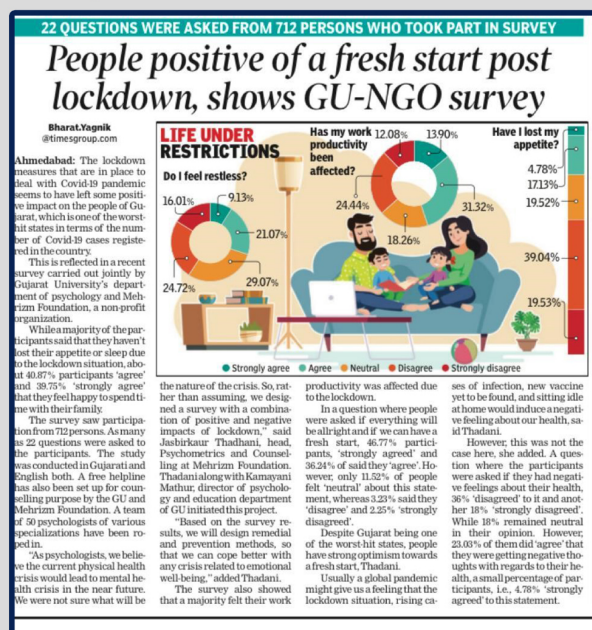 22 QUESTIONS WERE ASKED FROM 712 PERSONS WHO TOOK PART IN SURVEY
People positive of a fresh start post
lockdown, shows GU-NGO survey
Bharat.Yagnik
@timesgroup.com
Ahmedabad: The lockdown
measures that are in place to
deal with Covid-19 pandemic
seems to have left some positi-
ve impact on the people of Gu-
jarat, which is one of the worst-
hit states in terms of the num-
ber of Covid-19 cases registe-
red in the country.
This is reflected in a recent
survey carried out jointly by
Gujarat University's depart-
ment of psychology and Meh-
rizm Foundation, a non-profit
organization.
While a majority of the par-
ticipants said that they haven't
lost their appetite or sleep due
to the lockdown situation, abo-
ut 40.87% participants 'agree'
and 39.75% 'strongly agree'
that they feel happy to spend ti-
me with their family.
The survey saw participa-
tion from 712 persons. As many
as 22 questions were asked to
the participants. The study
was conducted in Gujarati and
English both. A free helpline
has also been set up for coun-
selling purpose by the GU and
Mehrizm Foundation. A team
of 50 psychologists of various
specializations have been ro-
ped in.
"As psychologists, we belie-
ve the current physical health
crisis would lead to mental he-
alth crisis in the near future.
We were not sure what will be
LIFE UNDER
RESTRICTIONS
Do I feel restless?
16.01%
9.13%
21.07%
29.07%
24.72%
Has my work
productivity
been
affected?
12.08%
13.90%
31.32%
18.26%
24.44%
Have I lost my
appetite?
4.78%
17.13%
19.52%
39.04%
19.53%
Strongly agree Agree Neutral Disagree Strongly disagree
the nature of the crisis. So, rat-
her than assuming, we desig-
ned a survey with a combina-
tion of positive and negative
impacts of lockdown," said
Jasbirkaur Thadhani, head,
Psychometrics and Counsel-
ling at Mehrizm Foundation.
Thadani along with Kamayani
Mathur, director of psycholo-
gy and education department
of GU initiated this project.
"Based on the survey re-
sults, we will design remedial
and prevention methods, so
that we can cope better with
any crisis related to emotional
well-being," added Thadani.
The survey also showed
that a majority felt their work
productivity was affected due
to the lockdown.
In a question where people
were asked if everything will
be all right and if we can have a
fresh start, 46.77% partici-
pants, 'strongly agreed' and
36.24% of said they 'agree'. Ho-
wever, only 11.52% of people
felt 'neutral' about this state-
ment, whereas 3.23% said they
'disagree' and 2.25% 'strongly
disagreed'.
Despite Gujarat being one
of the worst-hit states, people
have strong optimism towards
a fresh start, Thadani.
Usually a global pandemic
might give us a feeling that the
lockdown situation, rising ca-
ses of infection, new vaccine
yet to be found, and sitting idle
at home would induce a negati-
ve feeling about our health, sa-
id Thadani.
However, this was not the
case here, she added. A ques-
tion where the participants
were asked if they had negati-
ve feelings about their health,
36% 'disagree' to it and anot-
her 18% 'strongly disagreed'.
While 18% remained neutral
in their opinion. However,
23.03% of them did 'agree' that
they were getting negative tho-
ughts with regards to their he-
alth, a small percentage of par-
ticipants, i.e., 4.78% 'strongly
agreed' to this statement.